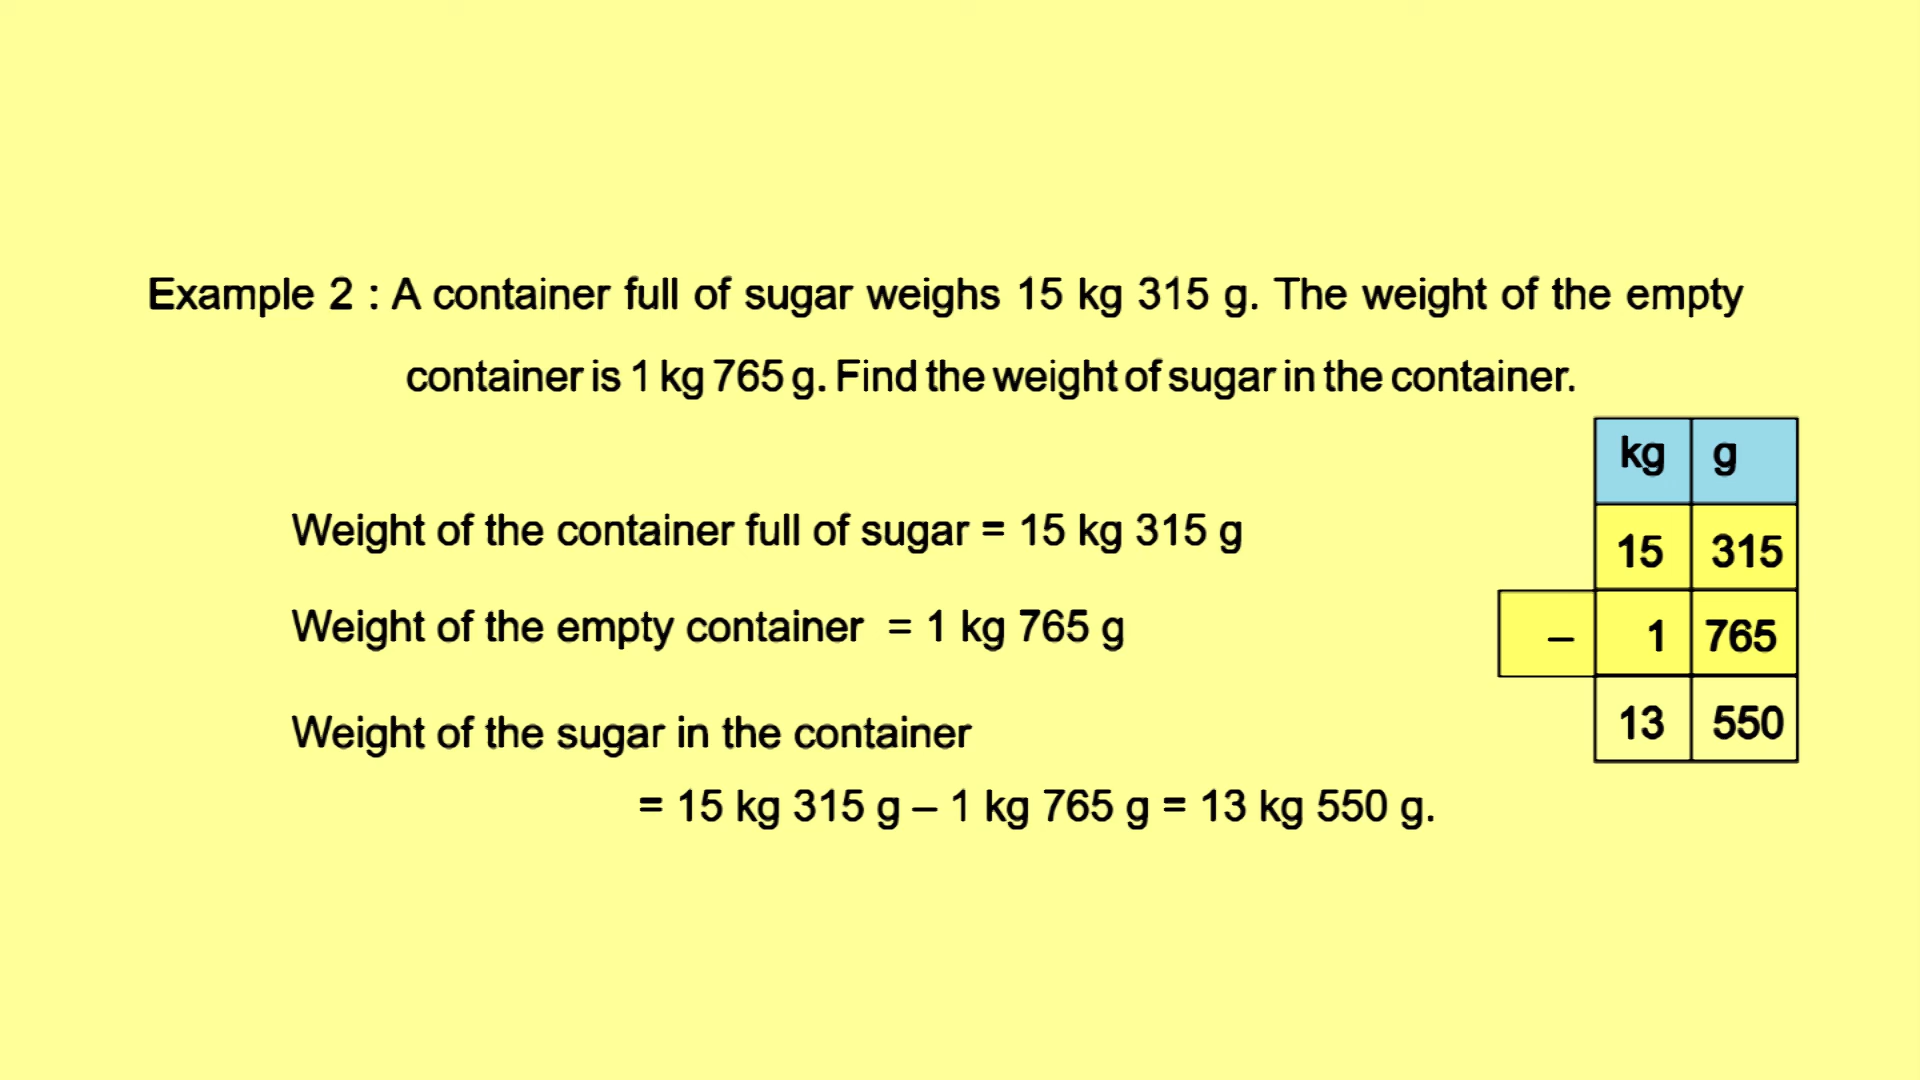 Example 2 : A container full of sugar weighs 15 kg 315 g. The weight of the empty
container is 1 kg 765 g. Find the weight of sugar in the container.
kg g
Weight of the container full of sugar = 15 kg 315 g
15 315
Weight of the empty container = 1 kg 765 g
– 1 765
Weight of the sugar in the container
13 550
= 15 kg 315 g – 1 kg 765 g = 13 kg 550 g.